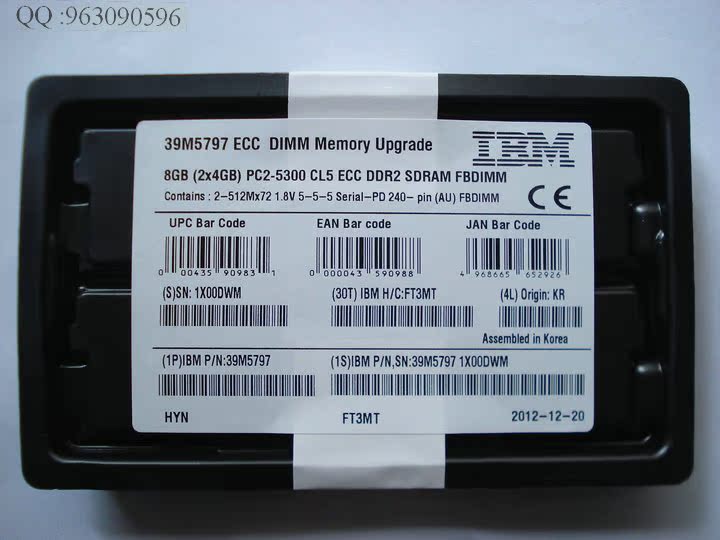 QQ :963090596
39M5797 ECC DIMM Memory Upgrade
IBM
8GB (2x4GB) PC2-5300 CL5 ECC DDR2 SDRAM FBDIMM
Contains : 2-512Mx72 1.8V 5-5-5 Serial-PD 240- pin (AU) FBDIMM
CE
UPC Bar Code EAN Bar Code JAN Bar Code
0 00435 90983 1 0 000043 590988 4 968665 652926
(S)SN: 1X00DWM (30T) IBM H/C:FT3MT (4L) Origin: KR
Assembled in Korea
(1P)IBM P/N:39M5797 (1S)IBM P/N,SN:39M5797 1X00DWM
HYN FT3MT 2012-12-20